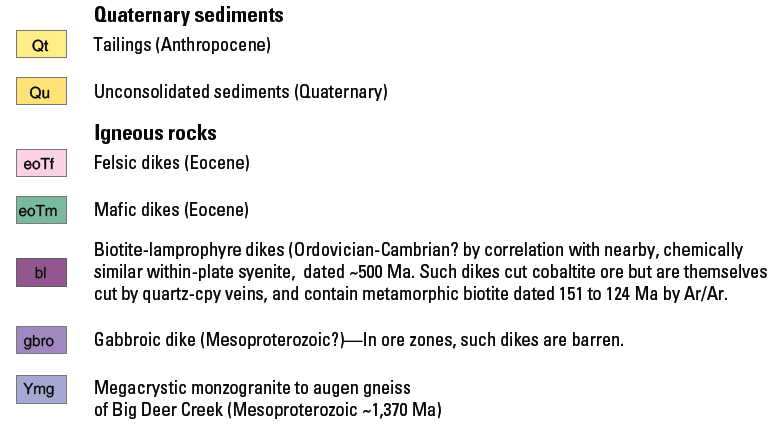 Quaternary sediments
Qt Tailings (Anthropocene)
Qu Unconsolidated sediments (Quaternary)
Igneous rocks
eoTf Felsic dikes (Eocene)
eoTm Mafic dikes (Eocene)
Biotite-lamprophyre dikes (Ordovician-Cambrian? by correlation with nearby, chemically
bl similar within-plate syenite, dated ~500 Ma. Such dikes cut cobaltite ore but are themselves
cut by quartz-cpy veins, and contain metamorphic biotite dated 151 to 124 Ma by Ar/Ar.
gbro Gabbroic dike (Mesoproterozoic?)—In ore zones, such dikes are barren.
Ymg Megacrystic monzogranite to augen gneiss
of Big Deer Creek (Mesoproterozoic ~1,370 Ma)